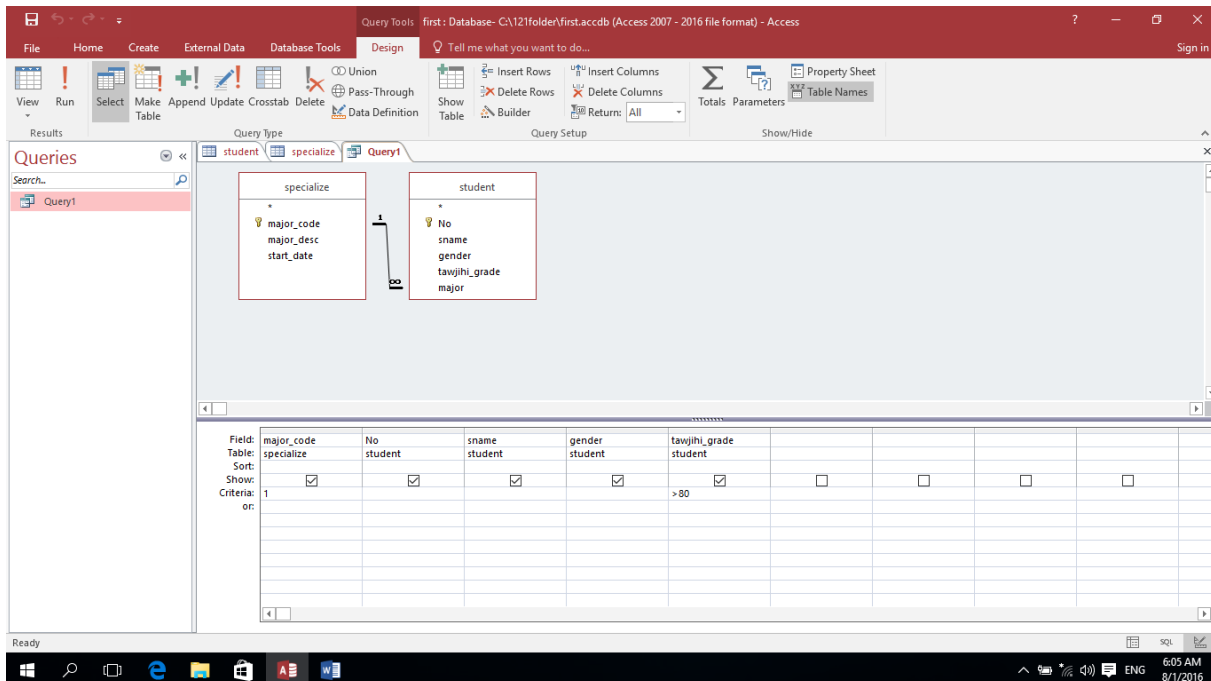 Query Tools first : Database- C:\121folder\first.accdb (Access 2007 - 2016 file format) - Access ?
File Home Create External Data Database Tools Design Tell me what you want to do... Sign in
View Run Select Make Table Append Update Crosstab Delete Union Pass-Through Data Definition Show Table Insert Rows Delete Rows Builder Insert Columns Delete Columns Return: All Totals Parameters Property Sheet Table Names
Results Query Type Query Setup Show/Hide
Queries « student specialize Query1
Search..
Query1
specialize student
* *
major_code 1 No
major_desc sname
start_date gender
tawjihi_grade
∞ major
Field: major_code No sname gender tawjihi_grade
Table: specialize student student student student
Sort:
Show:
Criteria: 1 >80
or:
Ready SQL
ENG 6:05 AM
8/1/2016